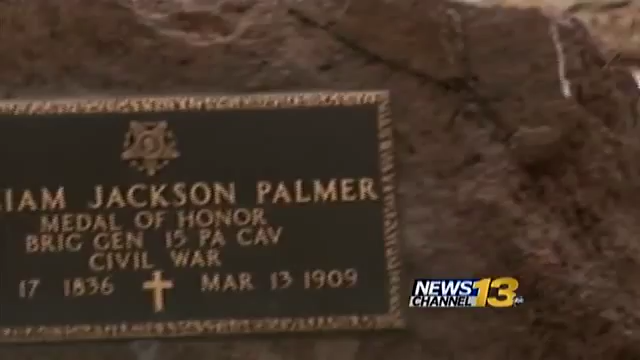 IAM JACKSON PALMER
MEDAL OF HONOR
BRIG GEN 15 PA CAV
CIVIL WAR
17 1836 MAR 13 1909
NEWS 13
CHANNEL